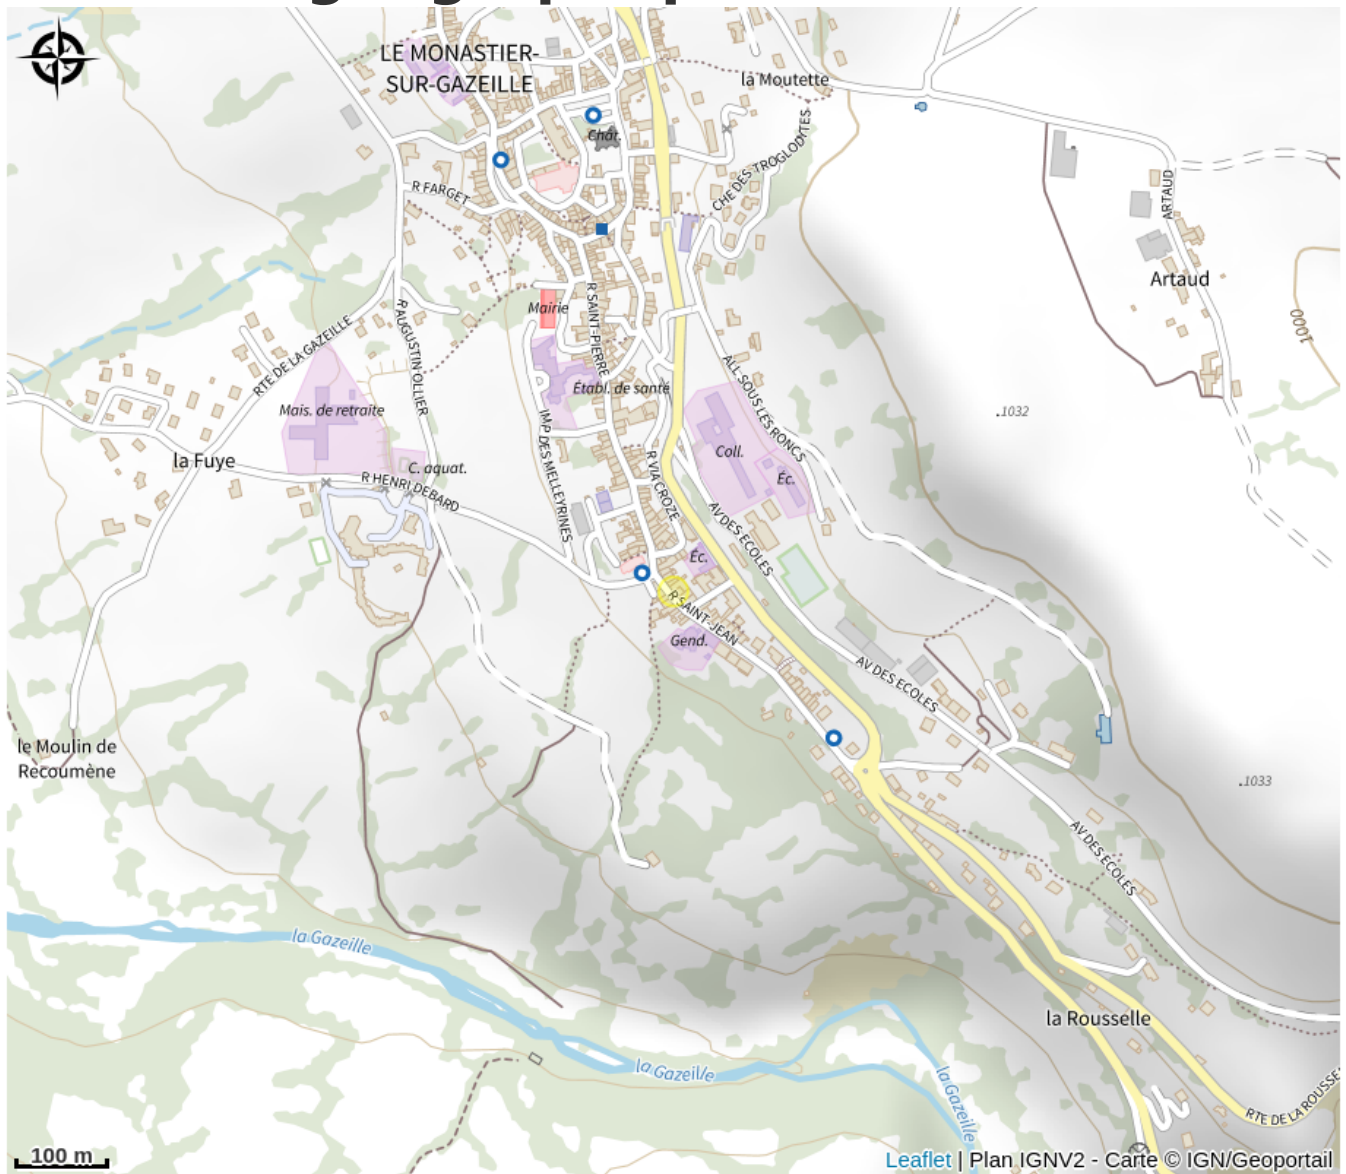 LE MONASTIER-
SUR-GAZEILLE
la Moutette
Chât.
CHE DES TROGLODYTES
R FARGET
ARTAUD
Artaud
1000
Mairie
R SAINT-PIERRE
R AUGUSTIN OLLIER
RTE DE LA GAZEILLE
Établ. de santé
ALL SOUS LES RONCS
Mais. de retraite
.1032
IMP DES MELLEYRINES
la Fuye
C. aquat.
R HENRI DEBARD
R VIA CROZE
Coll.
Éc.
AV DES ECOLES
Éc.
R SAINT-JEAN
Gend.
AV DES ECOLES
le Moulin de
Recoumène
.1033
AV DES ECOLES
la Gazeille
la Rousselle
la Gazeille
la Gazeille
RTE DE LA ROUSSE
100 m
Leaflet | Plan IGNV2 - Carte © IGN/Geoportail